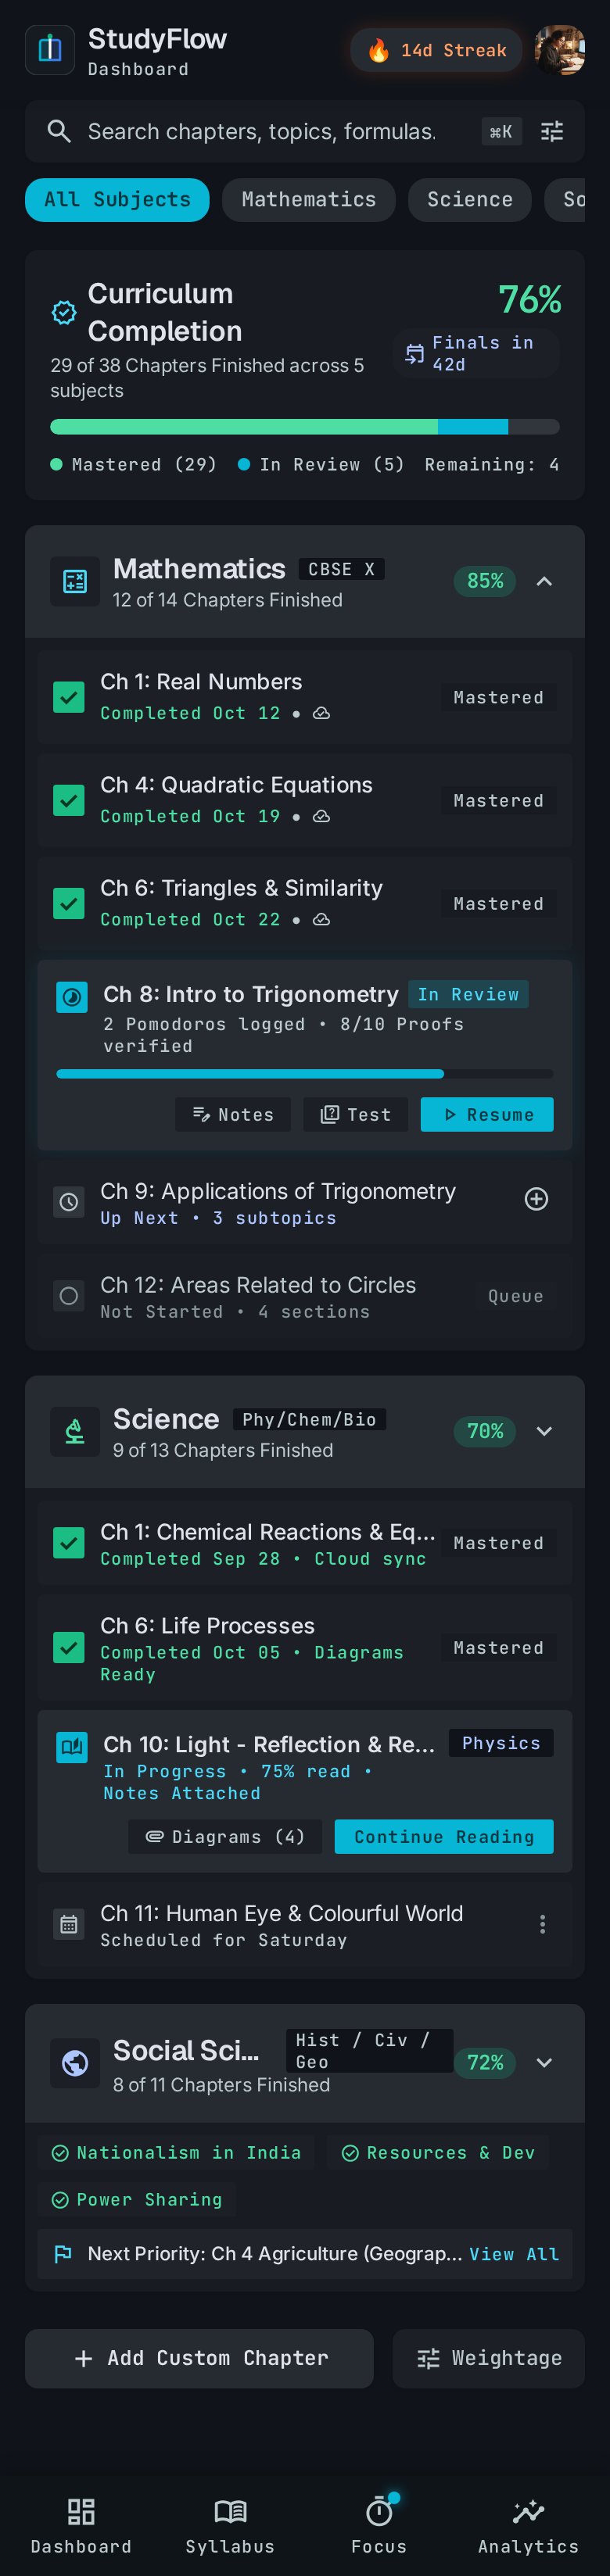 StudyFlow
Dashboard
🔥 14d Streak
Search chapters, topics, formulas.
⌘K
All Subjects
Mathematics
Science
So
Curriculum
Completion
29 of 38 Chapters Finished across 5
subjects
76%
Finals in
42d
Mastered (29)
In Review (5)
Remaining: 4
Mathematics
CBSE X
12 of 14 Chapters Finished
85%
Ch 1: Real Numbers
Completed Oct 12 •
Mastered
Ch 4: Quadratic Equations
Completed Oct 19 •
Mastered
Ch 6: Triangles & Similarity
Completed Oct 22 •
Mastered
Ch 8: Intro to Trigonometry
In Review
2 Pomodoros logged • 8/10 Proofs
verified
Notes
Test
Resume
Ch 9: Applications of Trigonometry
Up Next • 3 subtopics
Ch 12: Areas Related to Circles
Not Started • 4 sections
Queue
Science
Phy/Chem/Bio
9 of 13 Chapters Finished
70%
Ch 1: Chemical Reactions & Eq...
Completed Sep 28 • Cloud sync
Mastered
Ch 6: Life Processes
Completed Oct 05 • Diagrams
Ready
Mastered
Ch 10: Light - Reflection & Re...
Physics
In Progress • 75% read •
Notes Attached
Diagrams (4)
Continue Reading
Ch 11: Human Eye & Colourful World
Scheduled for Saturday
Social Sci...
Hist / Civ /
Geo
8 of 11 Chapters Finished
72%
Nationalism in India
Resources & Dev
Power Sharing
Next Priority: Ch 4 Agriculture (Geograp...
View All
+ Add Custom Chapter
Weightage
Dashboard
Syllabus
Focus
Analytics